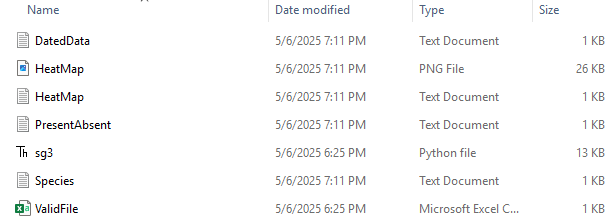 Name Date modified Type Size
DatedData 5/6/2025 7:11 PM Text Document 1 KB
HeatMap 5/6/2025 7:11 PM PNG File 26 KB
HeatMap 5/6/2025 7:11 PM Text Document 1 KB
PresentAbsent 5/6/2025 7:11 PM Text Document 1 KB
Th sg3 5/6/2025 6:25 PM Python file 13 KB
Species 5/6/2025 7:11 PM Text Document 1 KB
ValidFile 5/6/2025 6:25 PM Microsoft Excel C... 1 KB